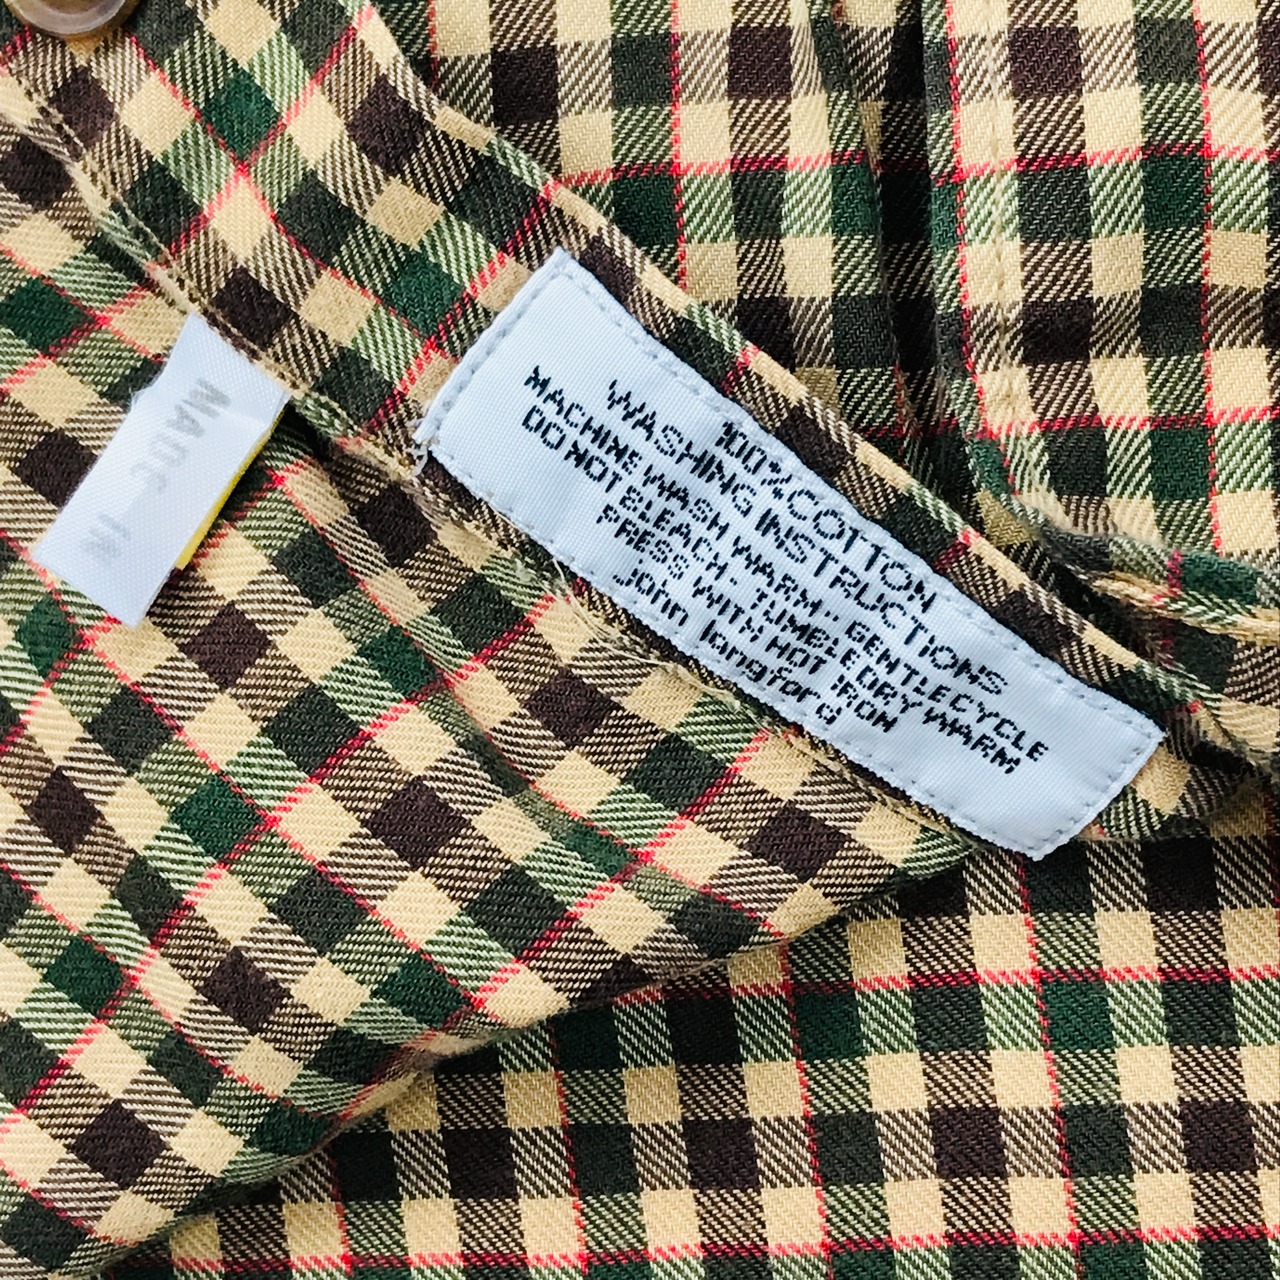 MADE IN
100% COTTON
WASHING INSTRUCTIONS
MACHINE WASH WARM.. GENTLE CYCLE
DO NOT BLEACH. TUMBLE DRY WARM
PRESS WITH HOT IRON
John langforg